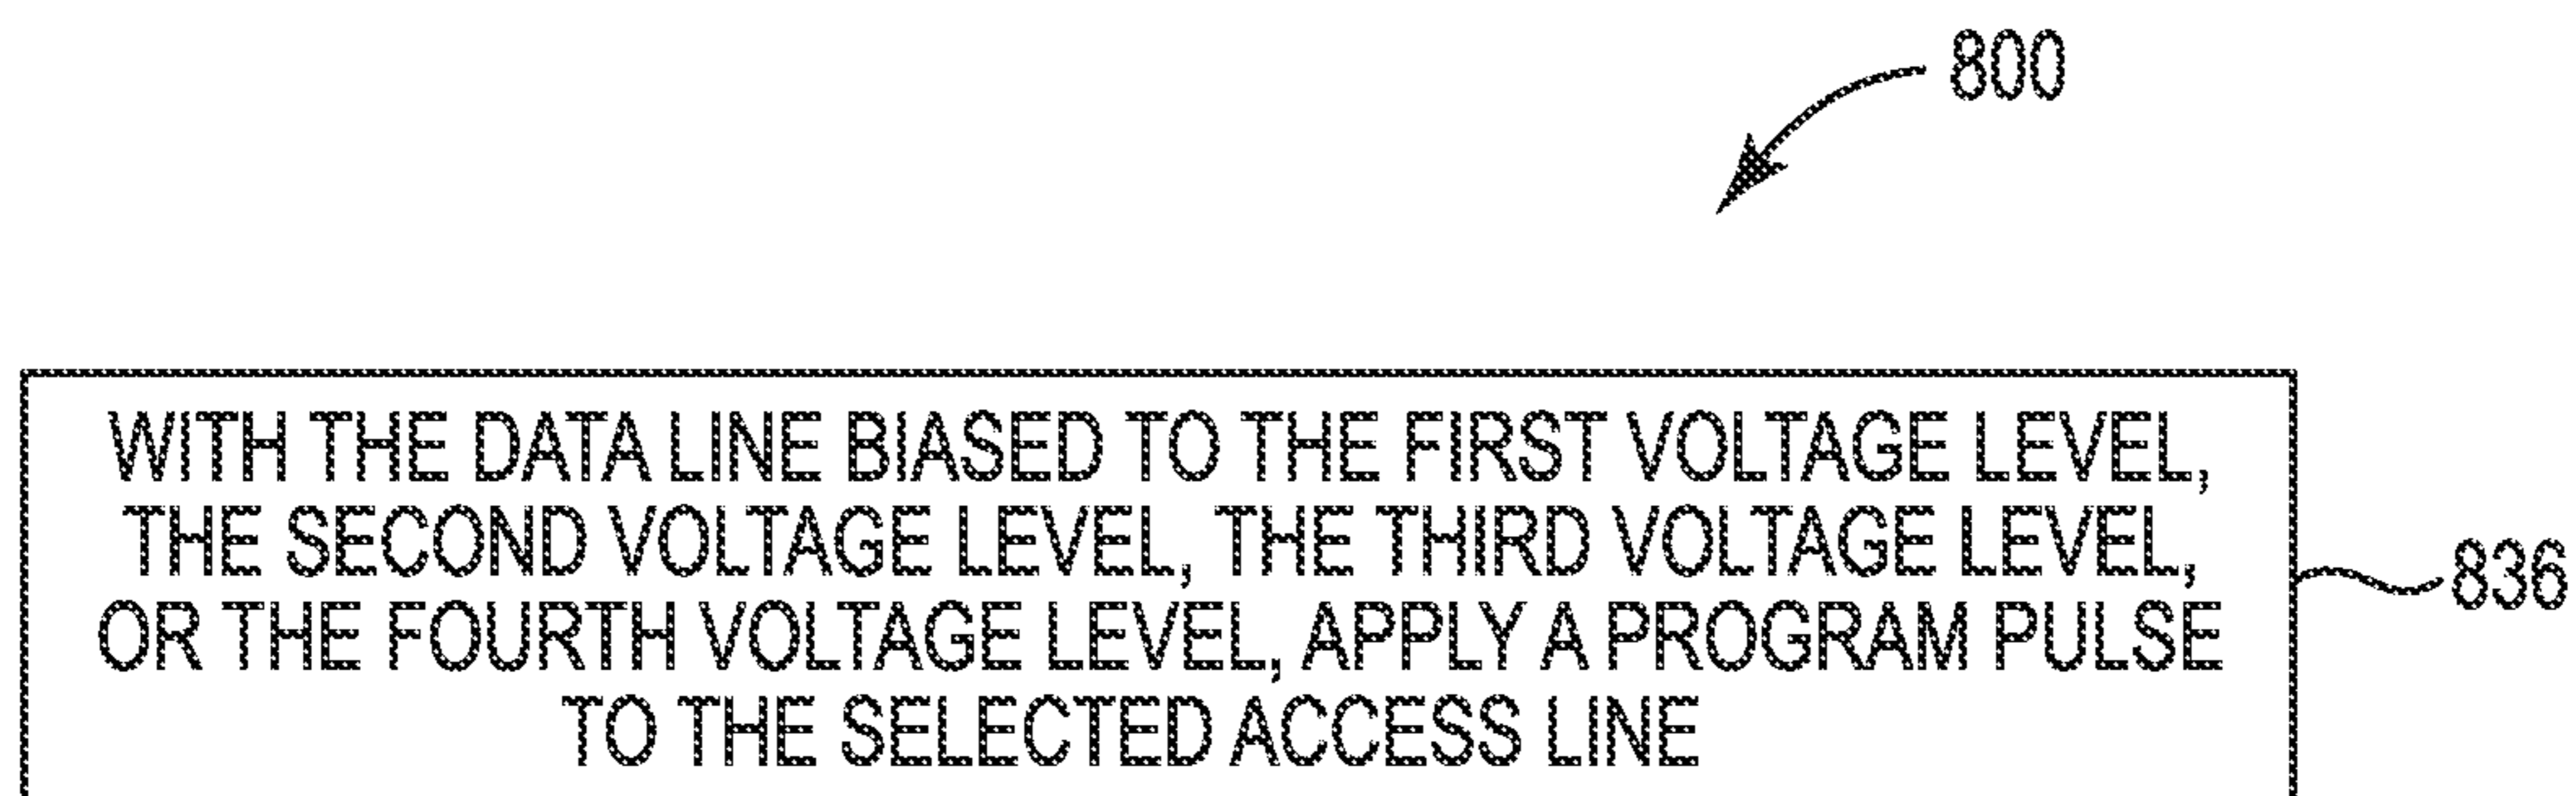 800
WITH THE DATA LINE BIASED TO THE FIRST VOLTAGE LEVEL,
THE SECOND VOLTAGE LEVEL, THE THIRD VOLTAGE LEVEL,
OR THE FOURTH VOLTAGE LEVEL, APPLY A PROGRAM PULSE
TO THE SELECTED ACCESS LINE
836